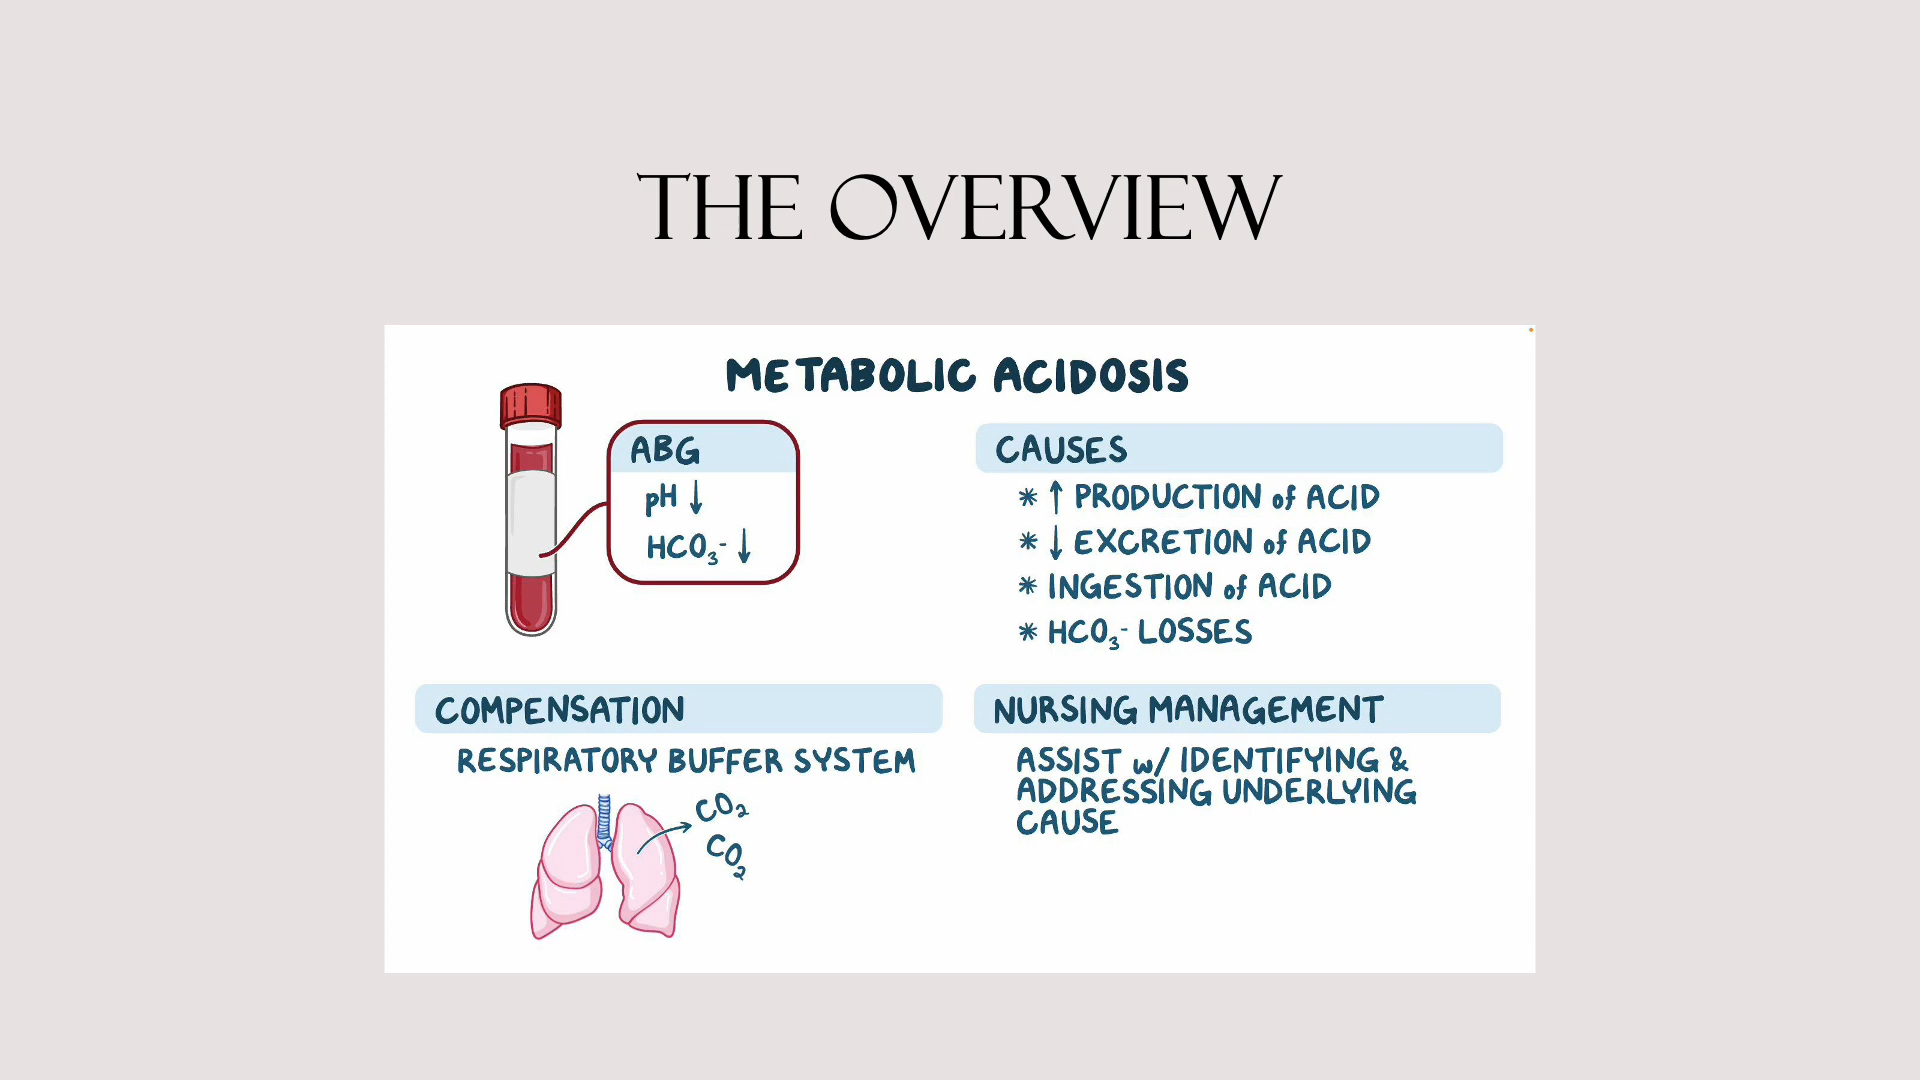 THE OVERVIEW
METABOLIC ACIDOSIS
ABG
pH ↓
HCO₃⁻ ↓
CAUSES
* ↑ PRODUCTION of ACID
* ↓ EXCRETION of ACID
* INGESTION of ACID
* HCO₃⁻ LOSSES
COMPENSATION
RESPIRATORY BUFFER SYSTEM
CO₂
CO₂
NURSING MANAGEMENT
ASSIST w/ IDENTIFYING &
ADDRESSING UNDERLYING
CAUSE